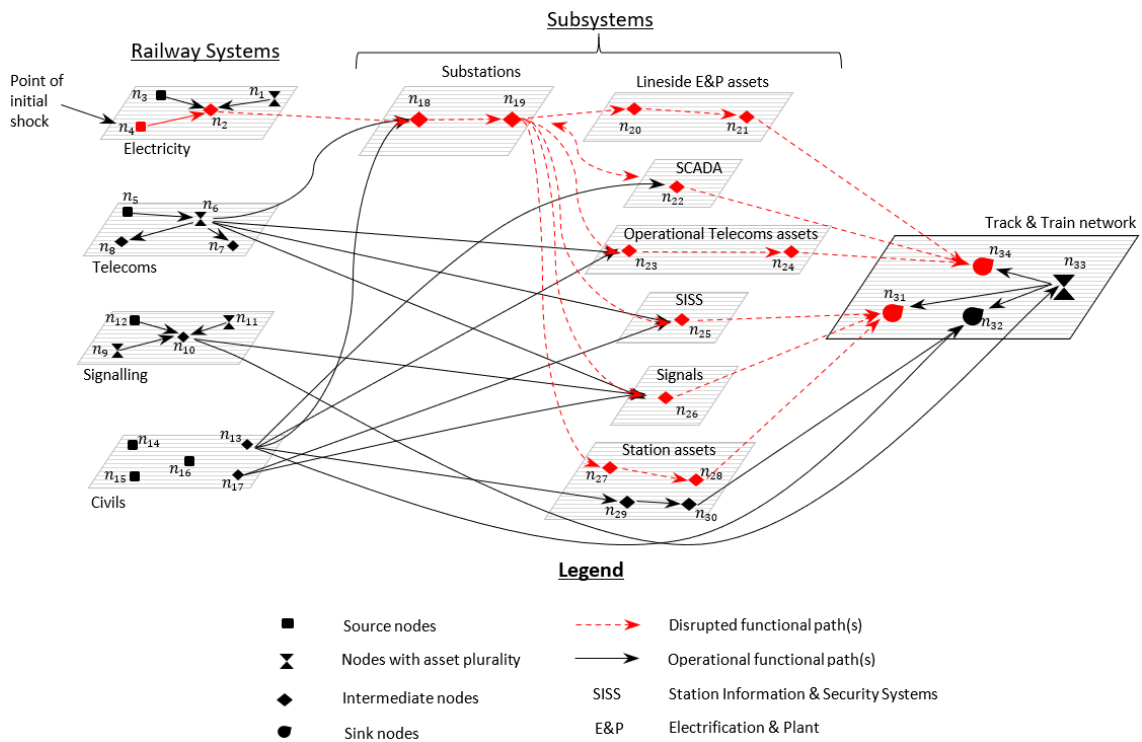 Subsystems
Railway Systems
Point of
initial
shock
n₃
n₁
n₄
n₂
Electricity
Substations
n₁₈
n₁₉
Lineside E&P assets
n₂₀
n₂₁
SCADA
n₂₂
n₅
n₆
n₈
n₇
Telecoms
Operational Telecoms assets
n₂₃
n₂₄
Track & Train network
n₃₄
n₃₃
n₃₁
n₃₂
SISS
n₂₅
n₁₂
n₁₁
n₉
n₁₀
Signalling
Signals
n₂₆
n₁₄
n₁₃
n₁₅
n₁₆
n₁₇
Civils
Station assets
n₂₇
n₂₈
n₂₉
n₃₀
Legend
Source nodes
Disrupted functional path(s)
Nodes with asset plurality
Operational functional path(s)
Intermediate nodes
SISS Station Information & Security Systems
Sink nodes
E&P Electrification & Plant